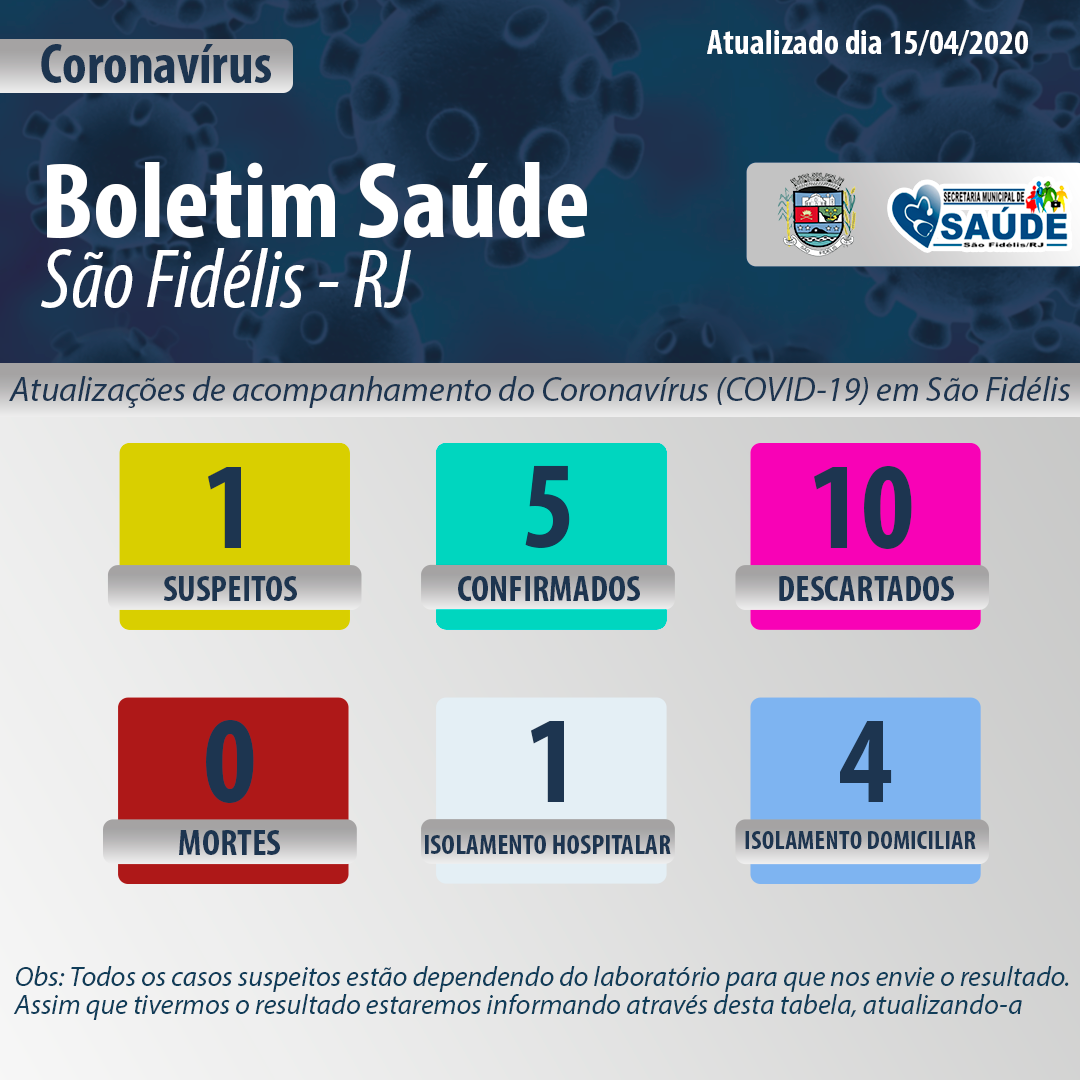 Coronavírus
Atualizado dia 15/04/2020
Boletim Saúde
São Fidélis - RJ
SECRETARIA MUNICIPAL DE
SAÚDE
São Fidélis/RJ
Atualizações de acompanhamento do Coronavírus (COVID-19) em São Fidélis
1
SUSPEITOS
5
CONFIRMADOS
10
DESCARTADOS
0
MORTES
1
ISOLAMENTO HOSPITALAR
4
ISOLAMENTO DOMICILIAR
Obs: Todos os casos suspeitos estão dependendo do laboratório para que nos envie o resultado.
Assim que tivermos o resultado estaremos informando através desta tabela, atualizando-a